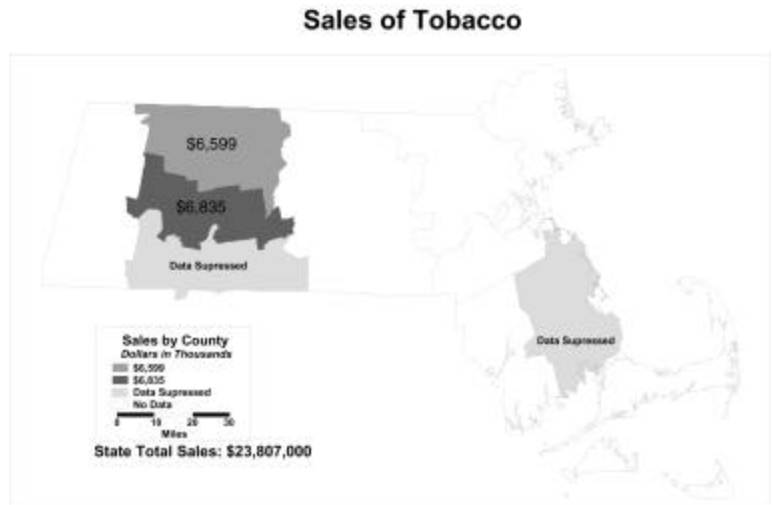 Sales of Tobacco
$6,599
$6,835
Data Supressed
Data Supressed
Sales by County
Dollars in Thousands
$6,599
$6,835
Data Supressed
No Data
0 10 20 30
Miles
State Total Sales: $23,807,000